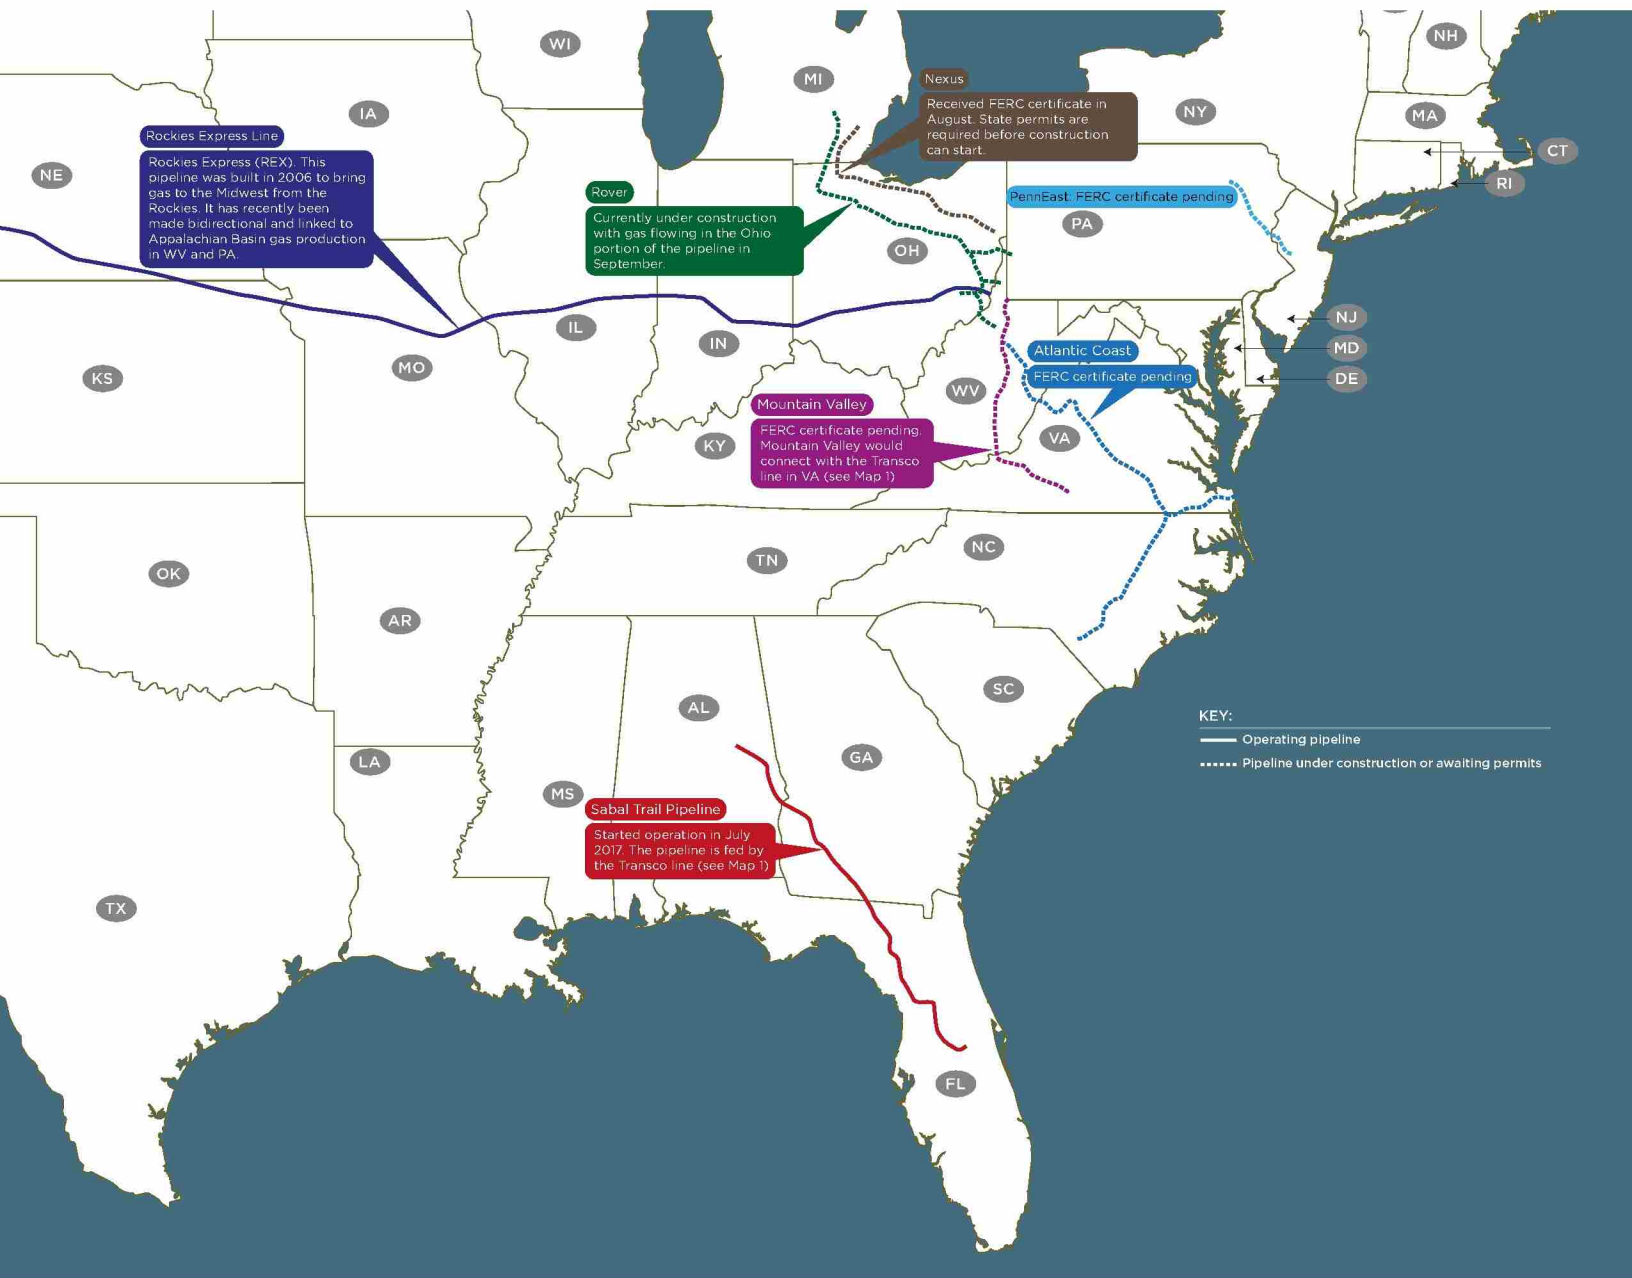 WI
NH
MI
Nexus
IA
NY
MA
Received FERC certificate in
August. State permits are
required before construction
can start.
Rockies Express Line
Rockies Express (REX). This
pipeline was built in 2006 to bring
gas to the Midwest from the
Rockies. It has recently been
made bidirectional and linked to
Appalachian Basin gas production
in WV and PA.
NE
CT
RI
Rover
Currently under construction
with gas flowing in the Ohio
portion of the pipeline in
September.
PennEast: FERC certificate pending
PA
OH
IL
IN
NJ
MD
DE
Atlantic Coast
FERC certificate pending
KS
MO
WV
Mountain Valley
FERC certificate pending.
Mountain Valley would
connect with the Transco
line in VA (see Map 1)
KY
VA
OK
TN
NC
AR
SC
AL
KEY:
Operating pipeline
Pipeline under construction or awaiting permits
LA
GA
MS
Sabal Trail Pipeline
Started operation in July
2017. The pipeline is fed by
the Transco line (see Map 1)
TX
FL